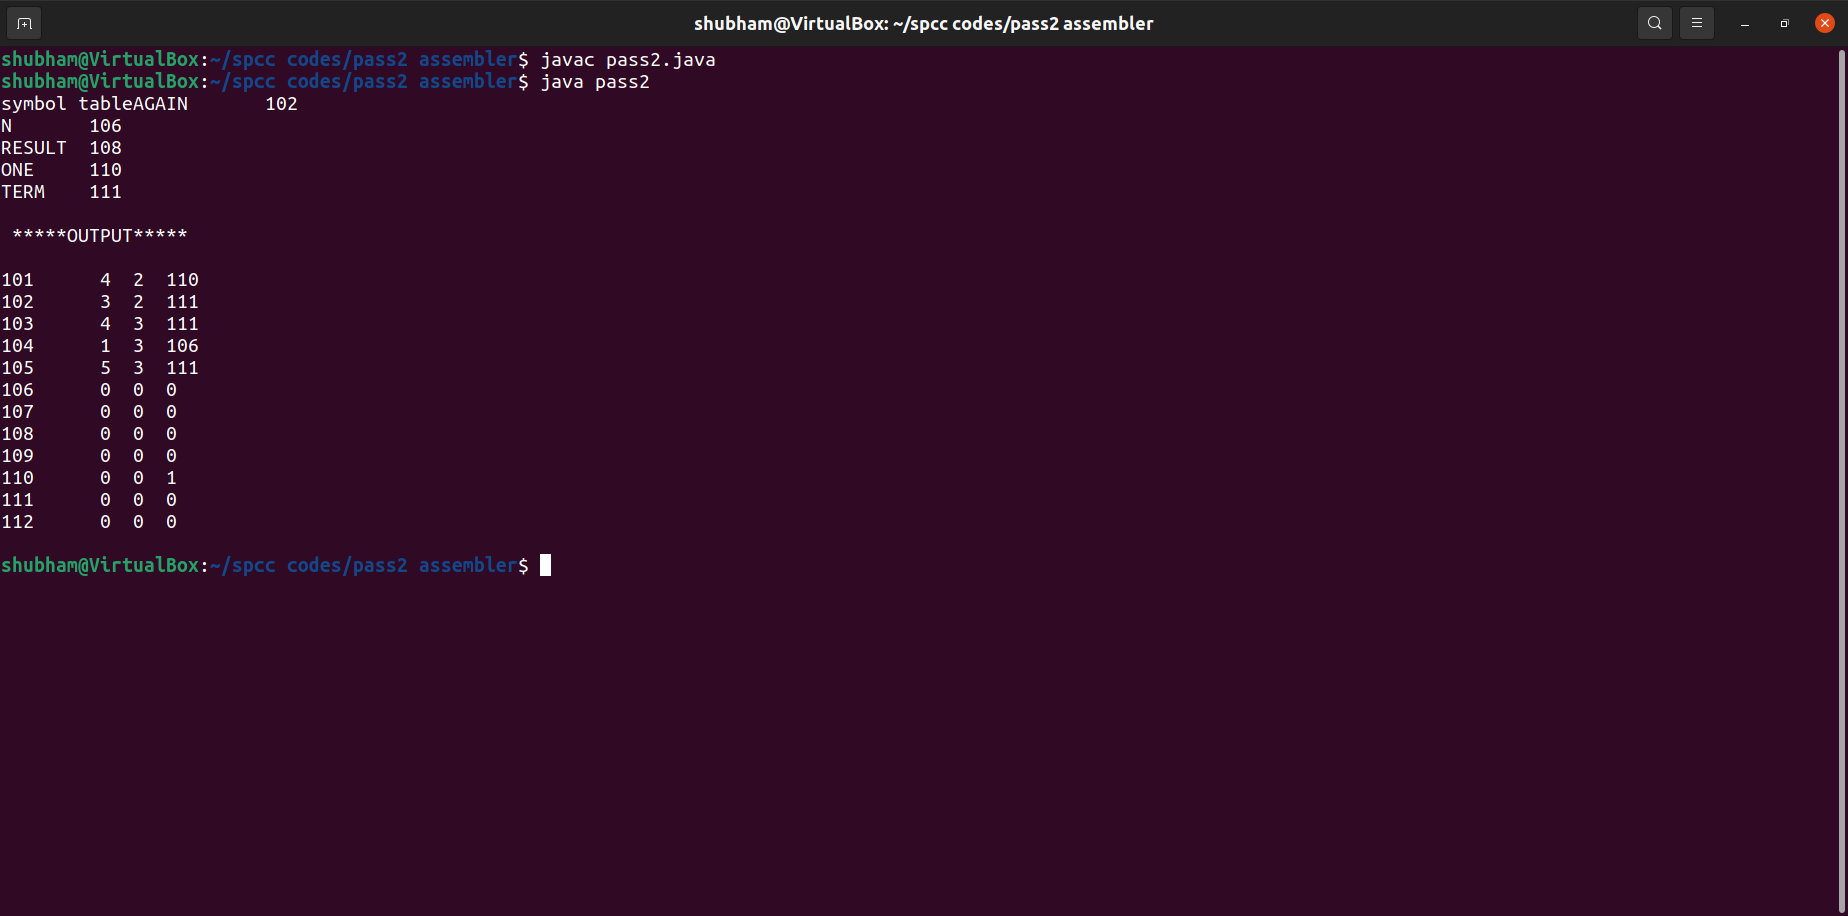 shubham@VirtualBox: ~/spcc codes/pass2 assembler
shubham@VirtualBox:~/spcc codes/pass2 assembler$ javac pass2.java
shubham@VirtualBox:~/spcc codes/pass2 assembler$ java pass2
symbol tableAGAIN       102
N       106
RESULT  108
ONE     110
TERM    111
 *****OUTPUT*****
101      4  2  110
102      3  2  111
103      4  3  111
104      1  3  106
105      5  3  111
106      0  0  0
107      0  0  0
108      0  0  0
109      0  0  0
110      0  0  1
111      0  0  0
112      0  0  0
shubham@VirtualBox:~/spcc codes/pass2 assembler$